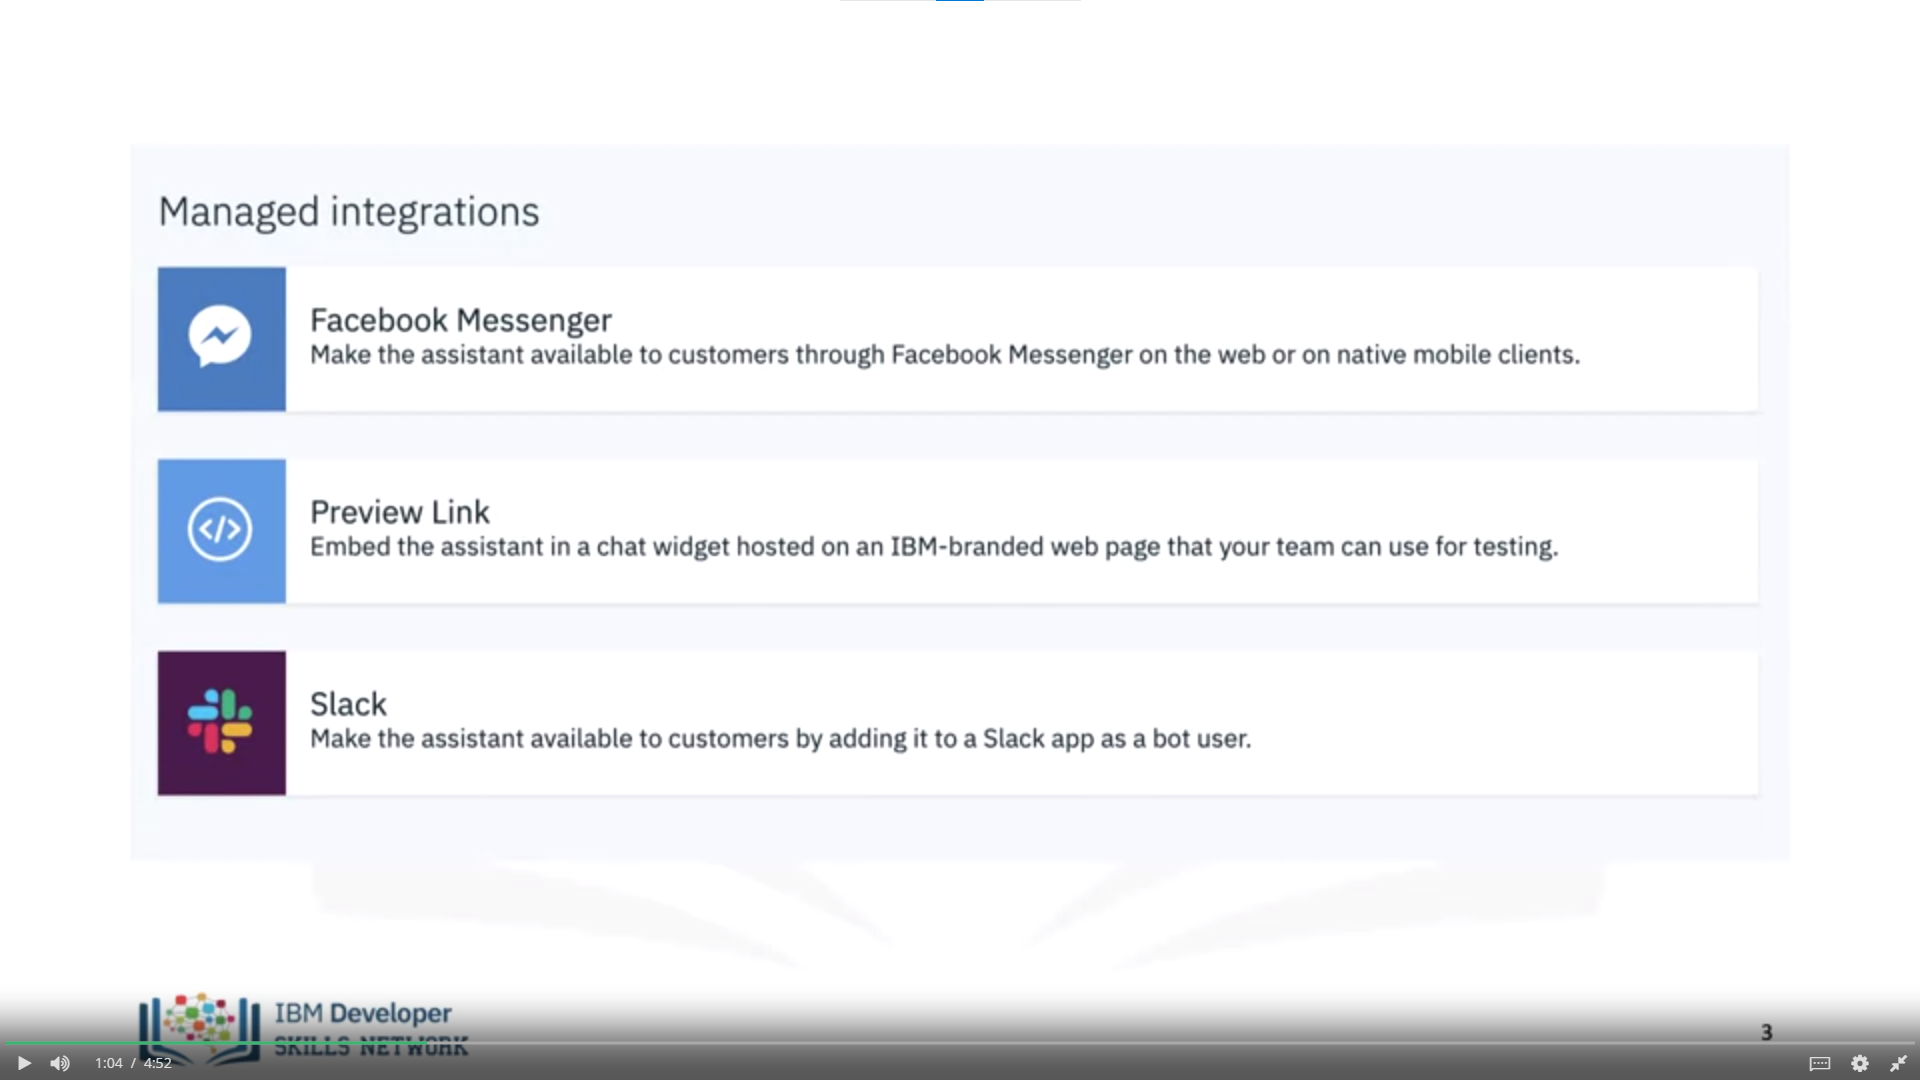 Managed integrations
Facebook Messenger
Make the assistant available to customers through Facebook Messenger on the web or on native mobile clients.
Preview Link
Embed the assistant in a chat widget hosted on an IBM-branded web page that your team can use for testing.
Slack
Make the assistant available to customers by adding it to a Slack app as a bot user.
IBM Developer
SKILLS NETWORK
3
1:04 / 4:52